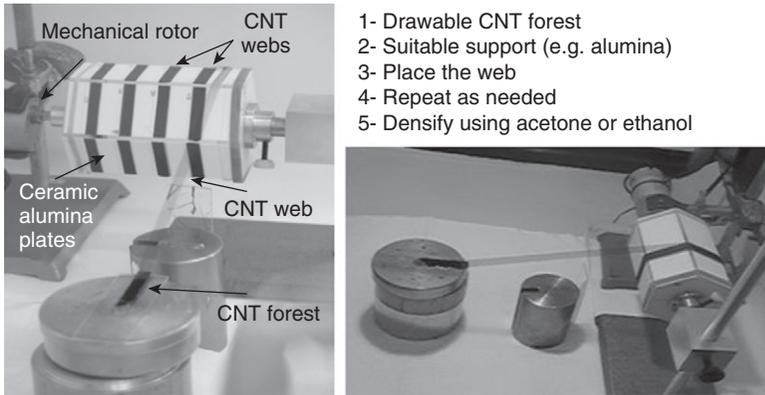 Mechanical rotor
CNT
webs
Ceramic
alumina
plates
CNT web
CNT forest
1- Drawable CNT forest
2- Suitable support (e.g. alumina)
3- Place the web
4- Repeat as needed
5- Densify using acetone or ethanol